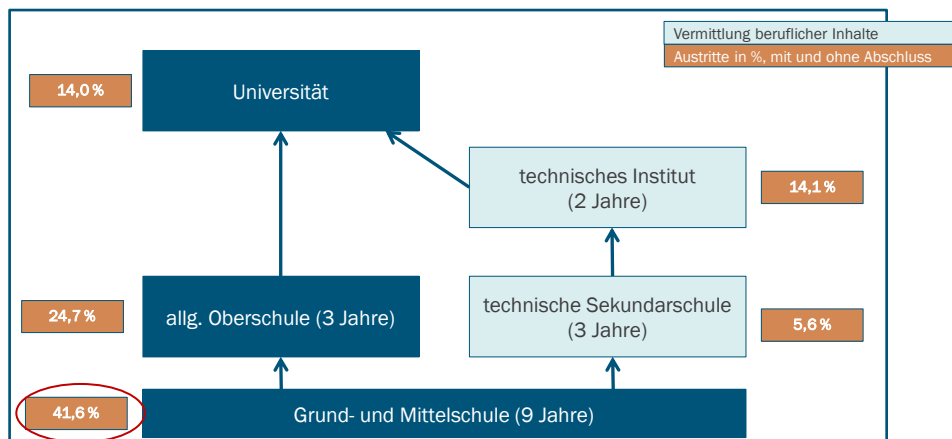 Vermittlung beruflicher Inhalte
Austritte in %, mit und ohne Abschluss
14,0 %
Universität
technisches Institut
(2 Jahre)
14,1 %
24,7 %
allg. Oberschule (3 Jahre)
technische Sekundarschule
(3 Jahre)
5,6 %
41,6 %
Grund- und Mittelschule (9 Jahre)